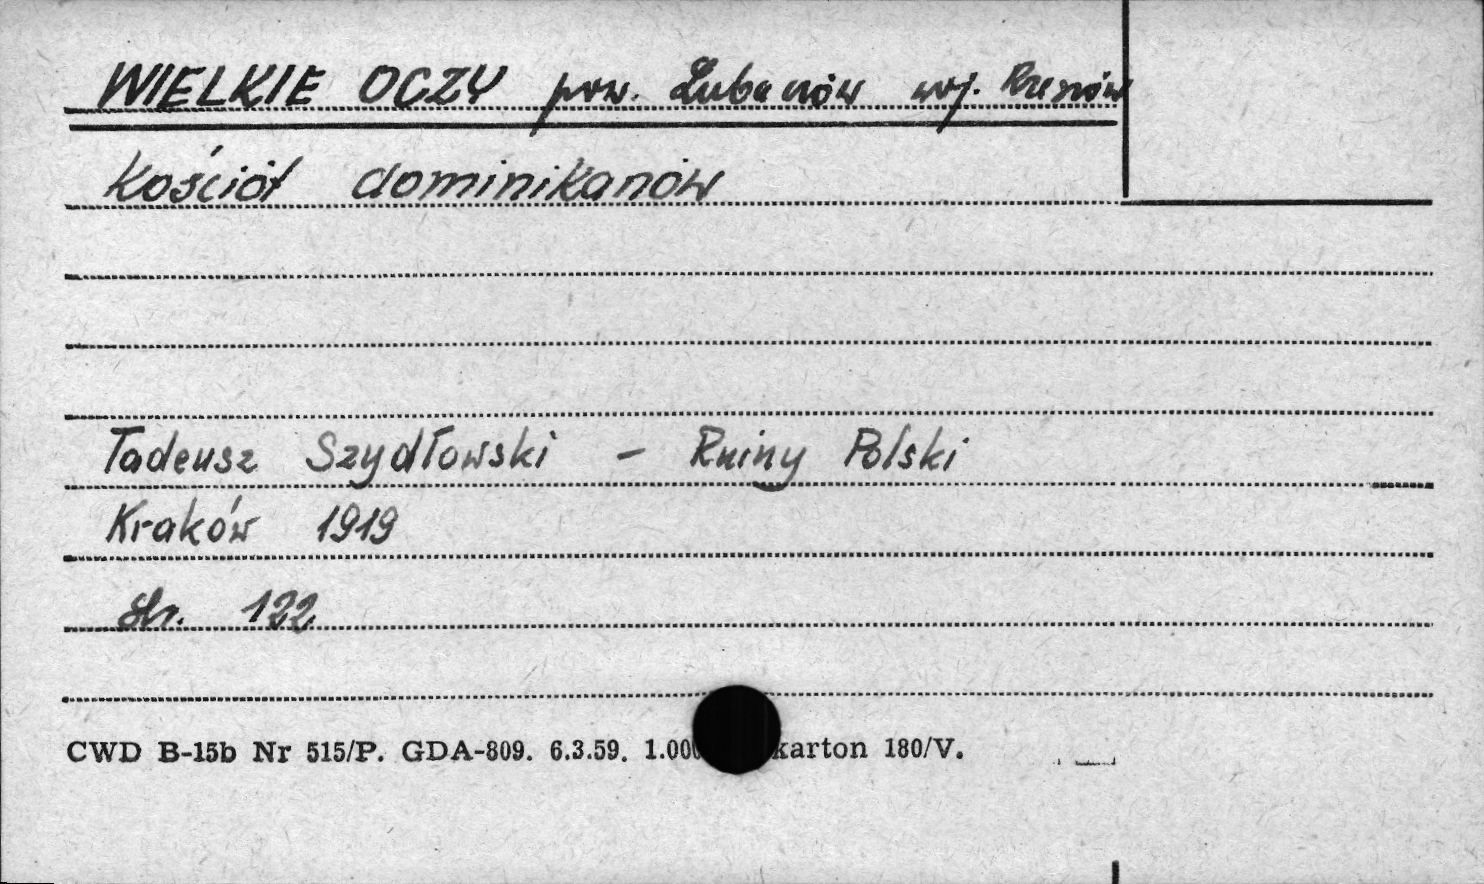 WIELKIE OCZY pow. Lubaczów woj. Rzeszów
Kościół dominikanów
Tadeusz Szydłowski - Ruiny Polski
Kraków 1919
str. 122
CWD B-15b Nr 515/P. GDA-809. 6.3.59. 1.000 karton 180/V.